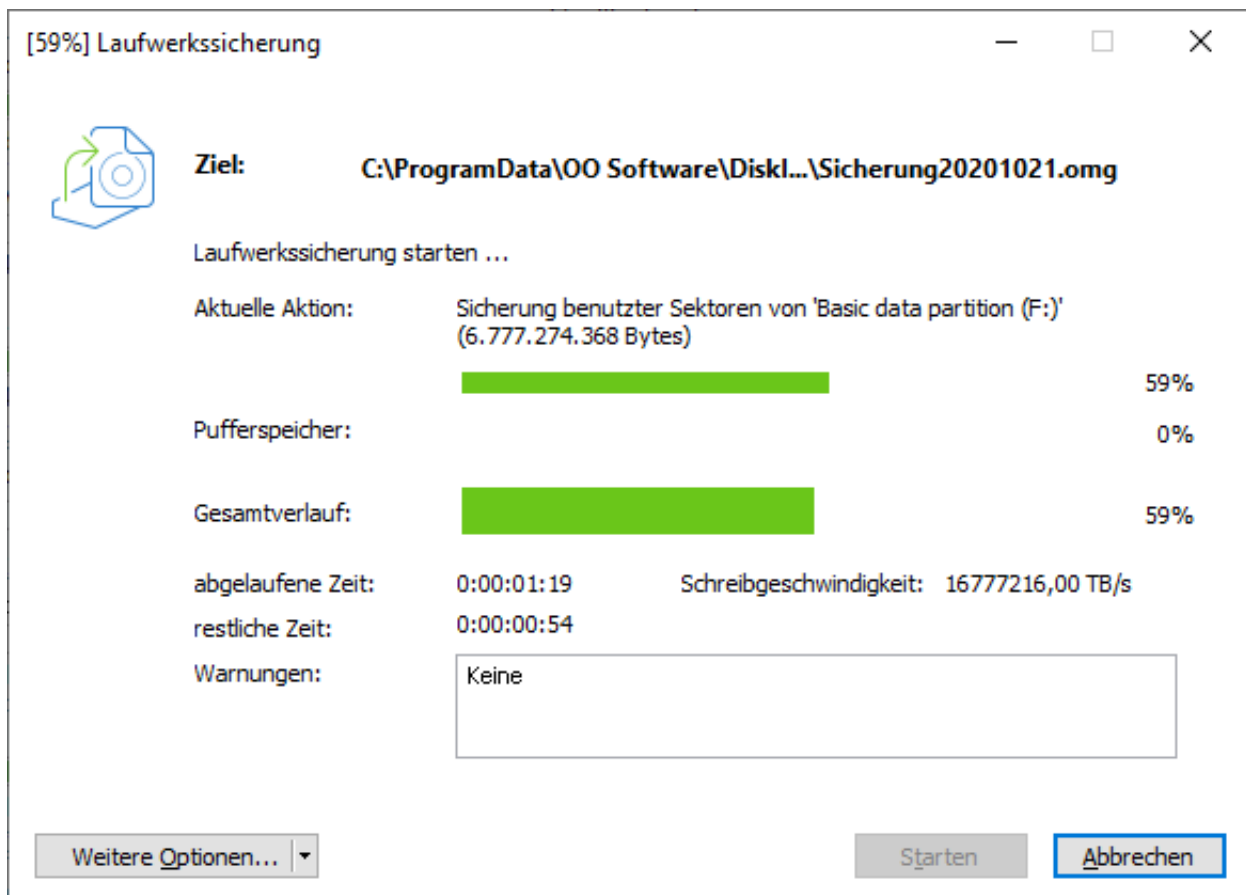 [59%] Laufwerkssicherung
Ziel: C:\ProgramData\OO Software\Diskl...\Sicherung20201021.omg
Laufwerkssicherung starten ...
Aktuelle Aktion: Sicherung benutzter Sektoren von 'Basic data partition (F:)'
(6.777.274.368 Bytes)
59%
Pufferspeicher: 0%
Gesamtverlauf: 59%
abgelaufene Zeit: 0:00:01:19 Schreibgeschwindigkeit: 16777216,00 TB/s
restliche Zeit: 0:00:00:54
Warnungen: Keine
Weitere Optionen... Starten Abbrechen